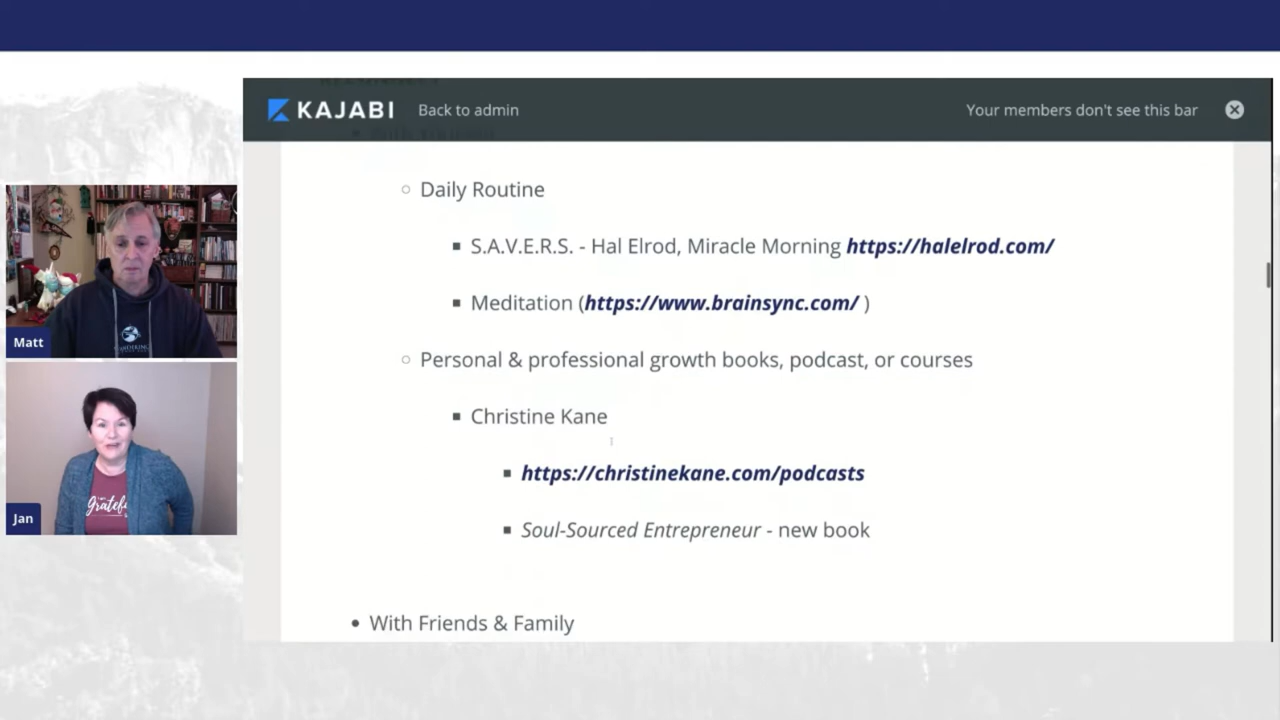 KAJABI Back to admin Your members don't see this bar
Daily Routine
S.A.V.E.R.S. - Hal Elrod, Miracle Morning https://halelrod.com/
Meditation (https://www.brainsync.com/ )
Personal & professional growth books, podcast, or courses
Christine Kane
https://christinekane.com/podcasts
Soul-Sourced Entrepreneur - new book
With Friends & Family
Matt
Jan